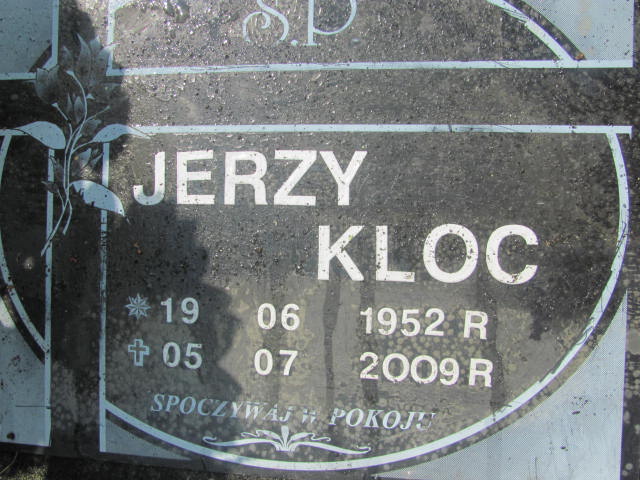 Ś.P.
JERZY
KLOC
19 06 1952 R
05 07 2009 R
SPOCZYWAJ W POKOJU